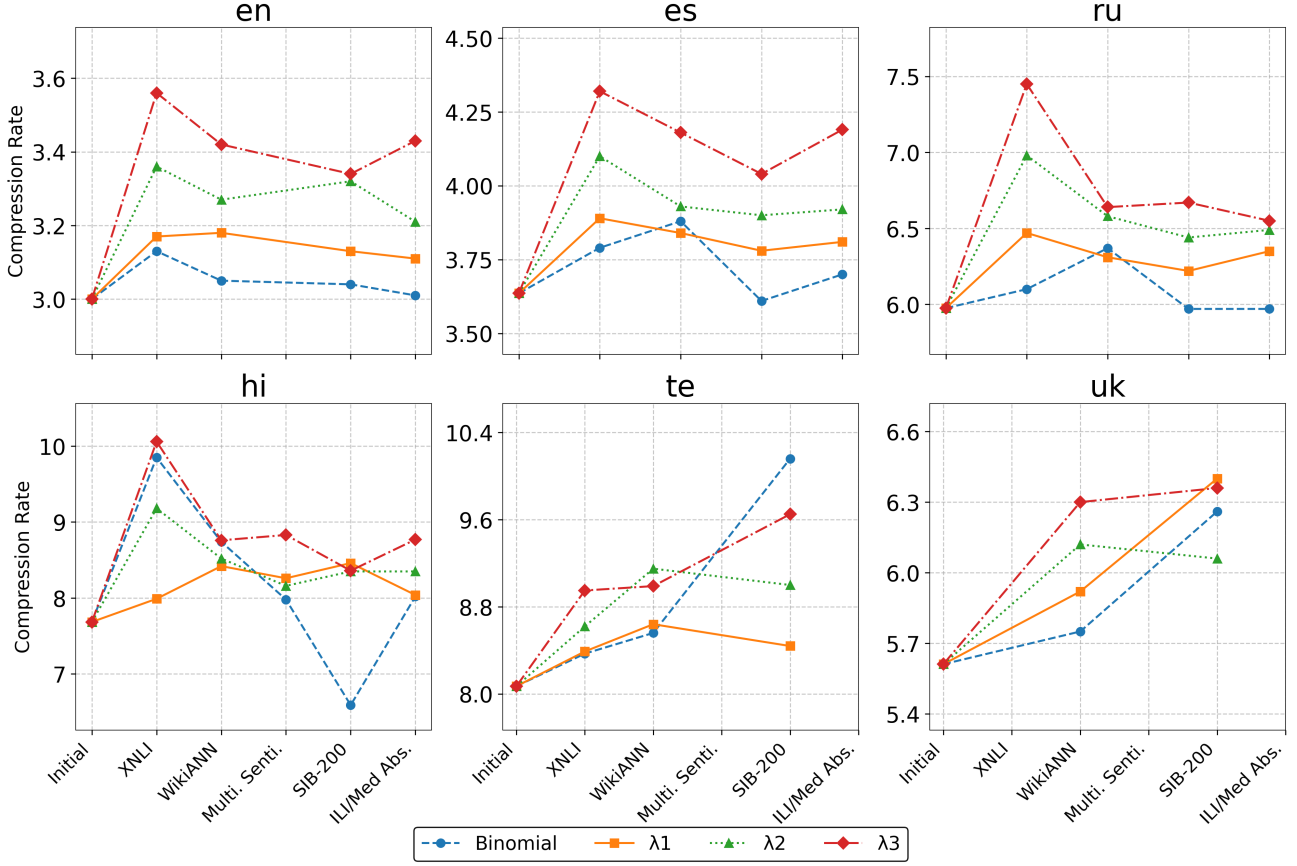 en
es
ru
Compression Rate
3.6
3.4
3.2
3.0
4.50
4.25
4.00
3.75
3.50
7.5
7.0
6.5
6.0
hi
te
uk
Compression Rate
10
9
8
7
10.4
9.6
8.8
8.0
6.6
6.3
6.0
5.7
5.4
Initial
XNLI
WikiANN
Multi. Senti.
SIB-200
ILI/Med Abs.
Initial
XNLI
WikiANN
Multi. Senti.
SIB-200
ILI/Med Abs.
Initial
XNLI
WikiANN
Multi. Senti.
SIB-200
ILI/Med Abs.
Binomial λ1 λ2 λ3